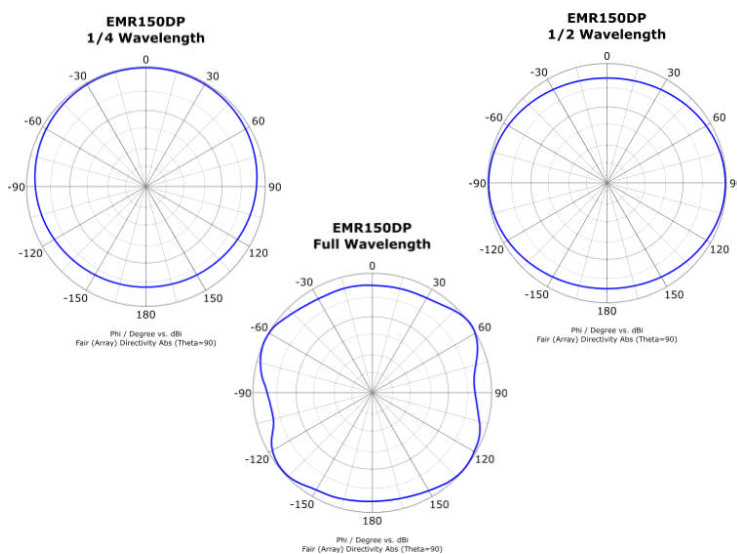 EMR150DP
1/4 Wavelength
0
-30
30
-60
60
-90
90
-120
120
-150
150
180
Phi / Degree vs. dBi
Fair (Array) Directivity Abs (Theta=90)
EMR150DP
1/2 Wavelength
0
-30
30
-60
60
-90
-120
120
-150
150
180
Phi / Degree vs. dBi
Fair (Array) Directivity Abs (Theta=90)
EMR150DP
Full Wavelength
0
-30
30
-60
60
-90
90
-120
120
-150
150
180
Phi / Degree vs. dBi
Fair (Array) Directivity Abs (Theta=90)